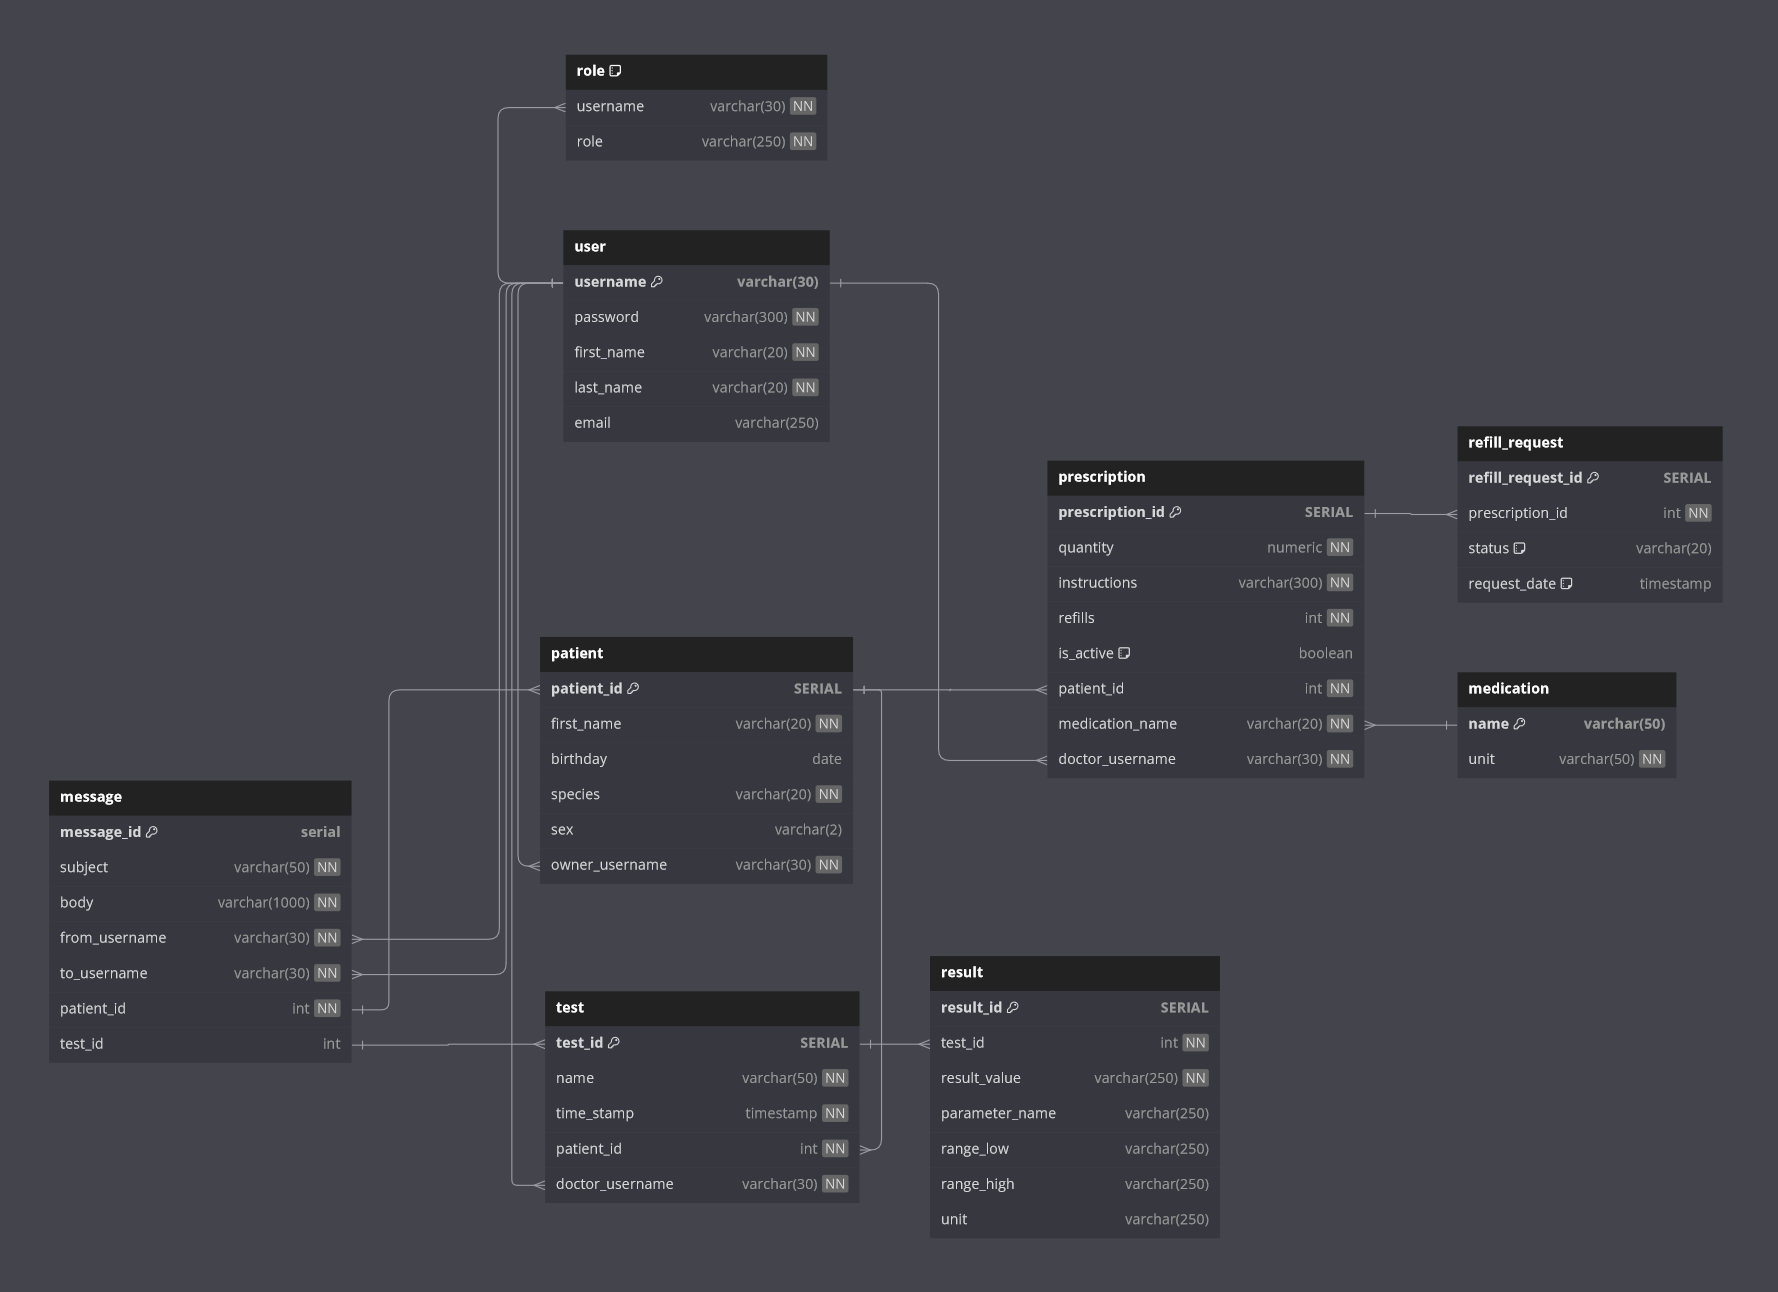 role
username varchar(30) NN
role varchar(250) NN
user
username varchar(30)
password varchar(300) NN
first_name varchar(20) NN
last_name varchar(20) NN
email varchar(250)
prescription
prescription_id SERIAL
quantity numeric NN
instructions varchar(300) NN
refills int NN
is_active boolean
patient_id int NN
medication_name varchar(20) NN
doctor_username varchar(30) NN
refill_request
refill_request_id SERIAL
prescription_id int NN
status varchar(20)
request_date timestamp
medication
name varchar(50)
unit varchar(50) NN
patient
patient_id SERIAL
first_name varchar(20) NN
birthday date
species varchar(20) NN
sex varchar(2)
owner_username varchar(30) NN
message
message_id serial
subject varchar(50) NN
body varchar(1000) NN
from_username varchar(30) NN
to_username varchar(30) NN
patient_id int NN
test_id int
test
test_id SERIAL
name varchar(50) NN
time_stamp timestamp NN
patient_id int NN
doctor_username varchar(30) NN
result
result_id SERIAL
test_id int NN
result_value varchar(250) NN
parameter_name varchar(250)
range_low varchar(250)
range_high varchar(250)
unit varchar(250)